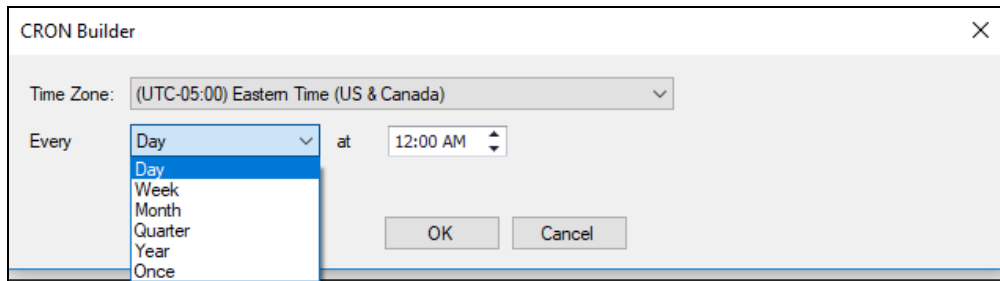 CRON Builder
Time Zone: (UTC-05:00) Eastern Time (US & Canada)
Every Day at 12:00 AM
Day
Week
Month
Quarter
Year
Once
OK Cancel